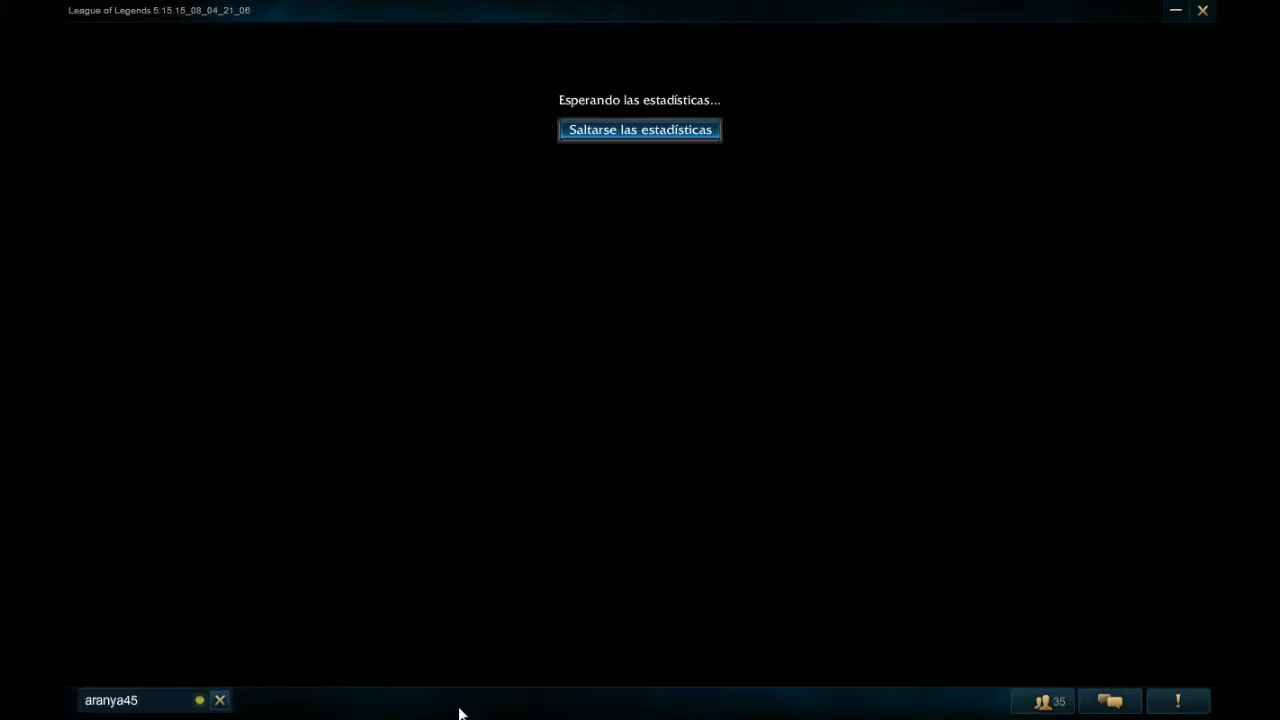 League of Legends 5.15.15_08_04_21_06
Esperando las estadísticas...
Saltarse las estadísticas
aranya45
35